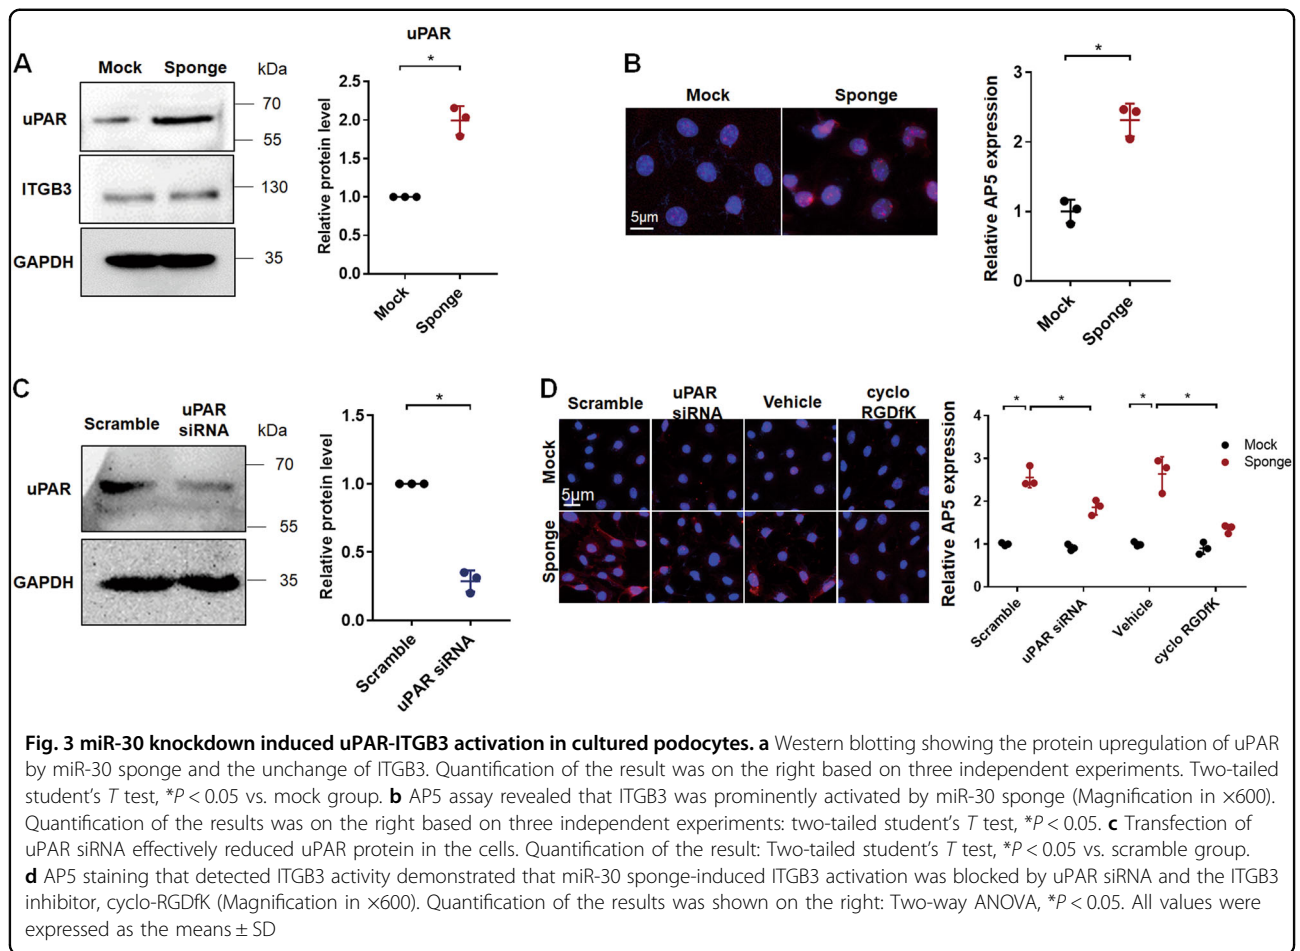 A
Mock Sponge kDa
uPAR
70
55
ITGB3
130
GAPDH
35
uPAR
*
Relative protein level
2.5
2.0
1.5
1.0
0.5
0.0
Mock
Sponge
B
Mock Sponge
5μm
*
Relative AP5 expression
3
2
1
0
Mock
Sponge
C
Scramble uPAR
siRNA
kDa
uPAR
70
55
GAPDH
35
*
Relative protein level
1.5
1.0
0.5
0.0
Scramble
uPAR siRNA
D
Scramble uPAR siRNA Vehicle cyclo RGDfK
Mock
5μm
Sponge
* * * *
Relative AP5 expression
4
3
2
1
0
Mock
Sponge
Scramble
uPAR siRNA
Vehicle
cyclo RGDfK
Fig. 3 miR-30 knockdown induced uPAR-ITGB3 activation in cultured podocytes. a Western blotting showing the protein upregulation of uPAR
by miR-30 sponge and the unchange of ITGB3. Quantification of the result was on the right based on three independent experiments. Two-tailed
student's T test, *P < 0.05 vs. mock group. b AP5 assay revealed that ITGB3 was prominently activated by miR-30 sponge (Magnification in ×600).
Quantification of the results was on the right based on three independent experiments: two-tailed student's T test, *P < 0.05. c Transfection of
uPAR siRNA effectively reduced uPAR protein in the cells. Quantification of the result: Two-tailed student's T test, *P < 0.05 vs. scramble group.
d AP5 staining that detected ITGB3 activity demonstrated that miR-30 sponge-induced ITGB3 activation was blocked by uPAR siRNA and the ITGB3
inhibitor, cyclo-RGDfK (Magnification in ×600). Quantification of the results was shown on the right: Two-way ANOVA, *P < 0.05. All values were
expressed as the means ± SD